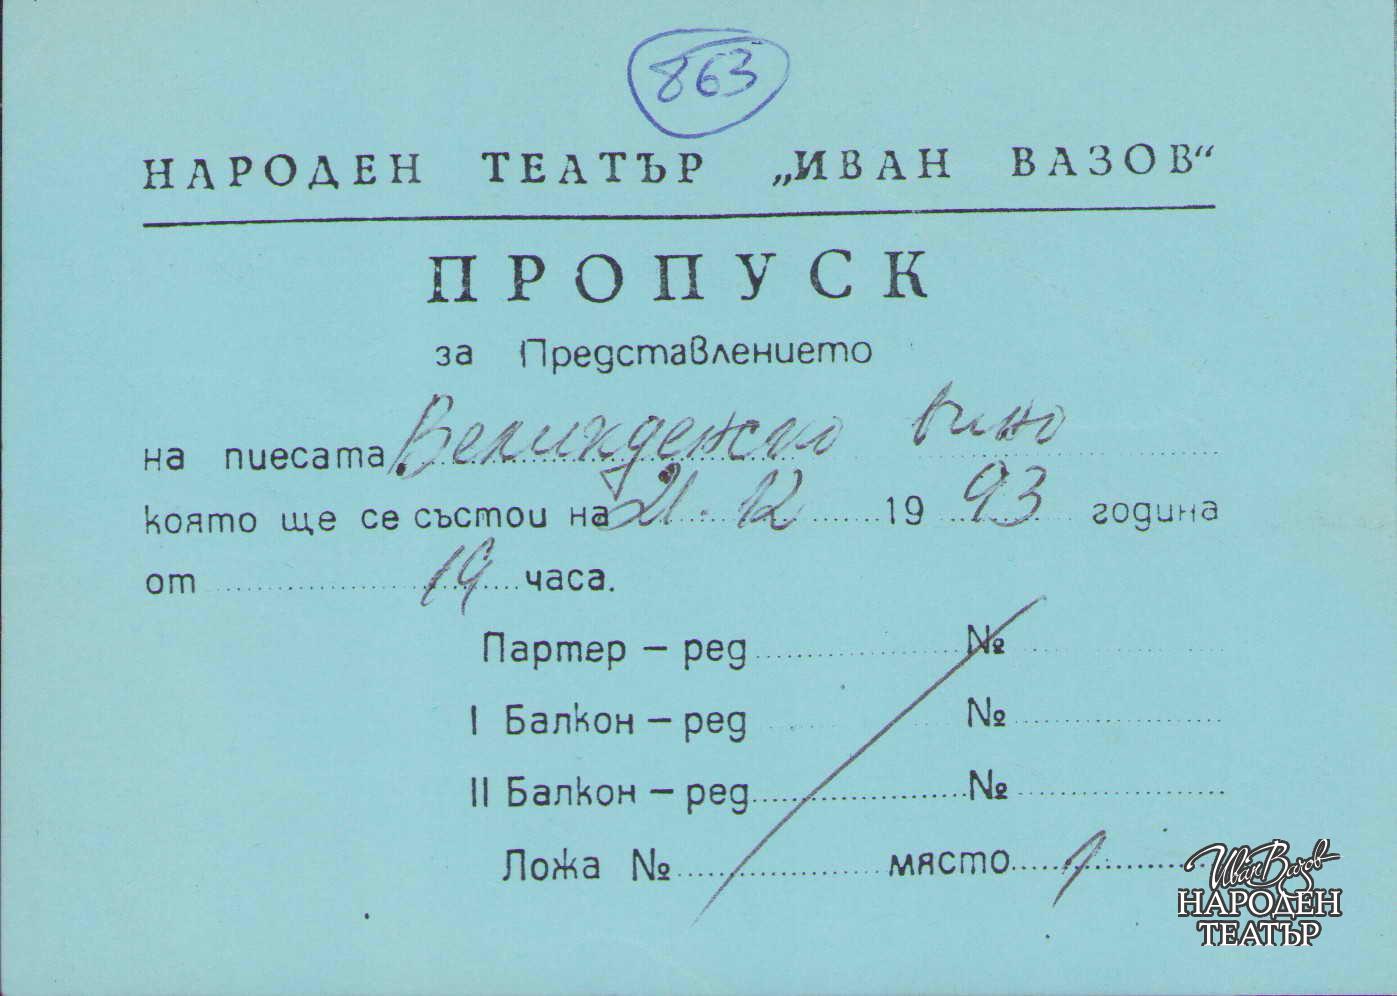 863
НАРОДЕН ТЕАТЪР „ИВАН ВАЗОВ“
ПРОПУСК
за Представлението
на пиесата Великденско вино
която ще се състои на 21.12 1993 година
от 19 часа.
Партер – ред № 
I Балкон – ред №
II Балкон – ред №
Ложа № място 1
Иван Вазов
НАРОДЕН
ТЕАТЪР